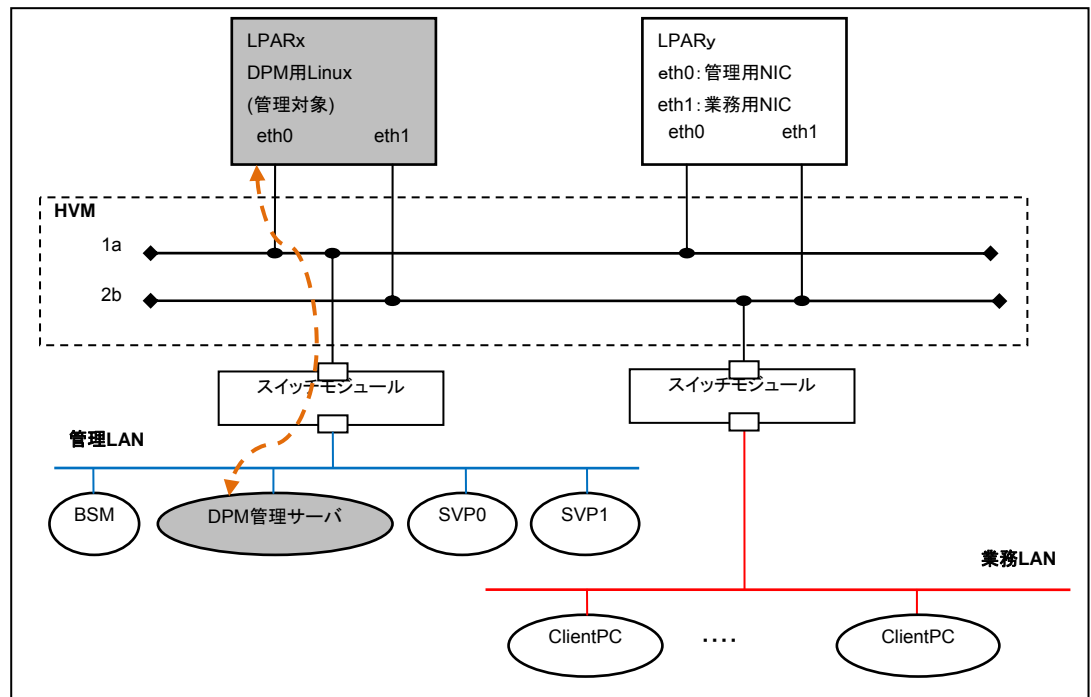 LPARx
DPM用Linux
(管理対象)
eth0 eth1
LPARy
eth0:管理用NIC
eth1:業務用NIC
eth0 eth1
HVM
1a
2b
スイッチモジュール
スイッチモジュール
管理LAN
BSM
DPM管理サーバ
SVP0
SVP1
業務LAN
ClientPC
‥‥
ClientPC